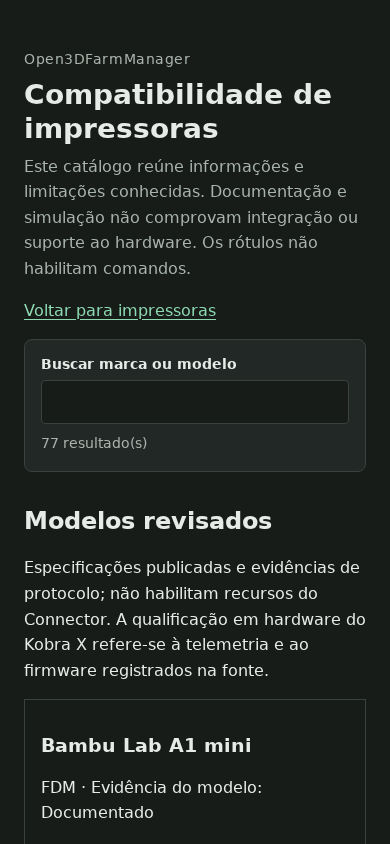 Open3DFarmManager
Compatibilidade de
impressoras
Este catálogo reúne informações e
limitações conhecidas. Documentação e
simulação não comprovam integração ou
suporte ao hardware. Os rótulos não
habilitam comandos.
Voltar para impressoras
Buscar marca ou modelo
77 resultado(s)
Modelos revisados
Especificações publicadas e evidências de
protocolo; não habilitam recursos do
Connector. A qualificação em hardware do
Kobra X refere-se à telemetria e ao
firmware registrados na fonte.
Bambu Lab A1 mini
FDM · Evidência do modelo:
Documentado